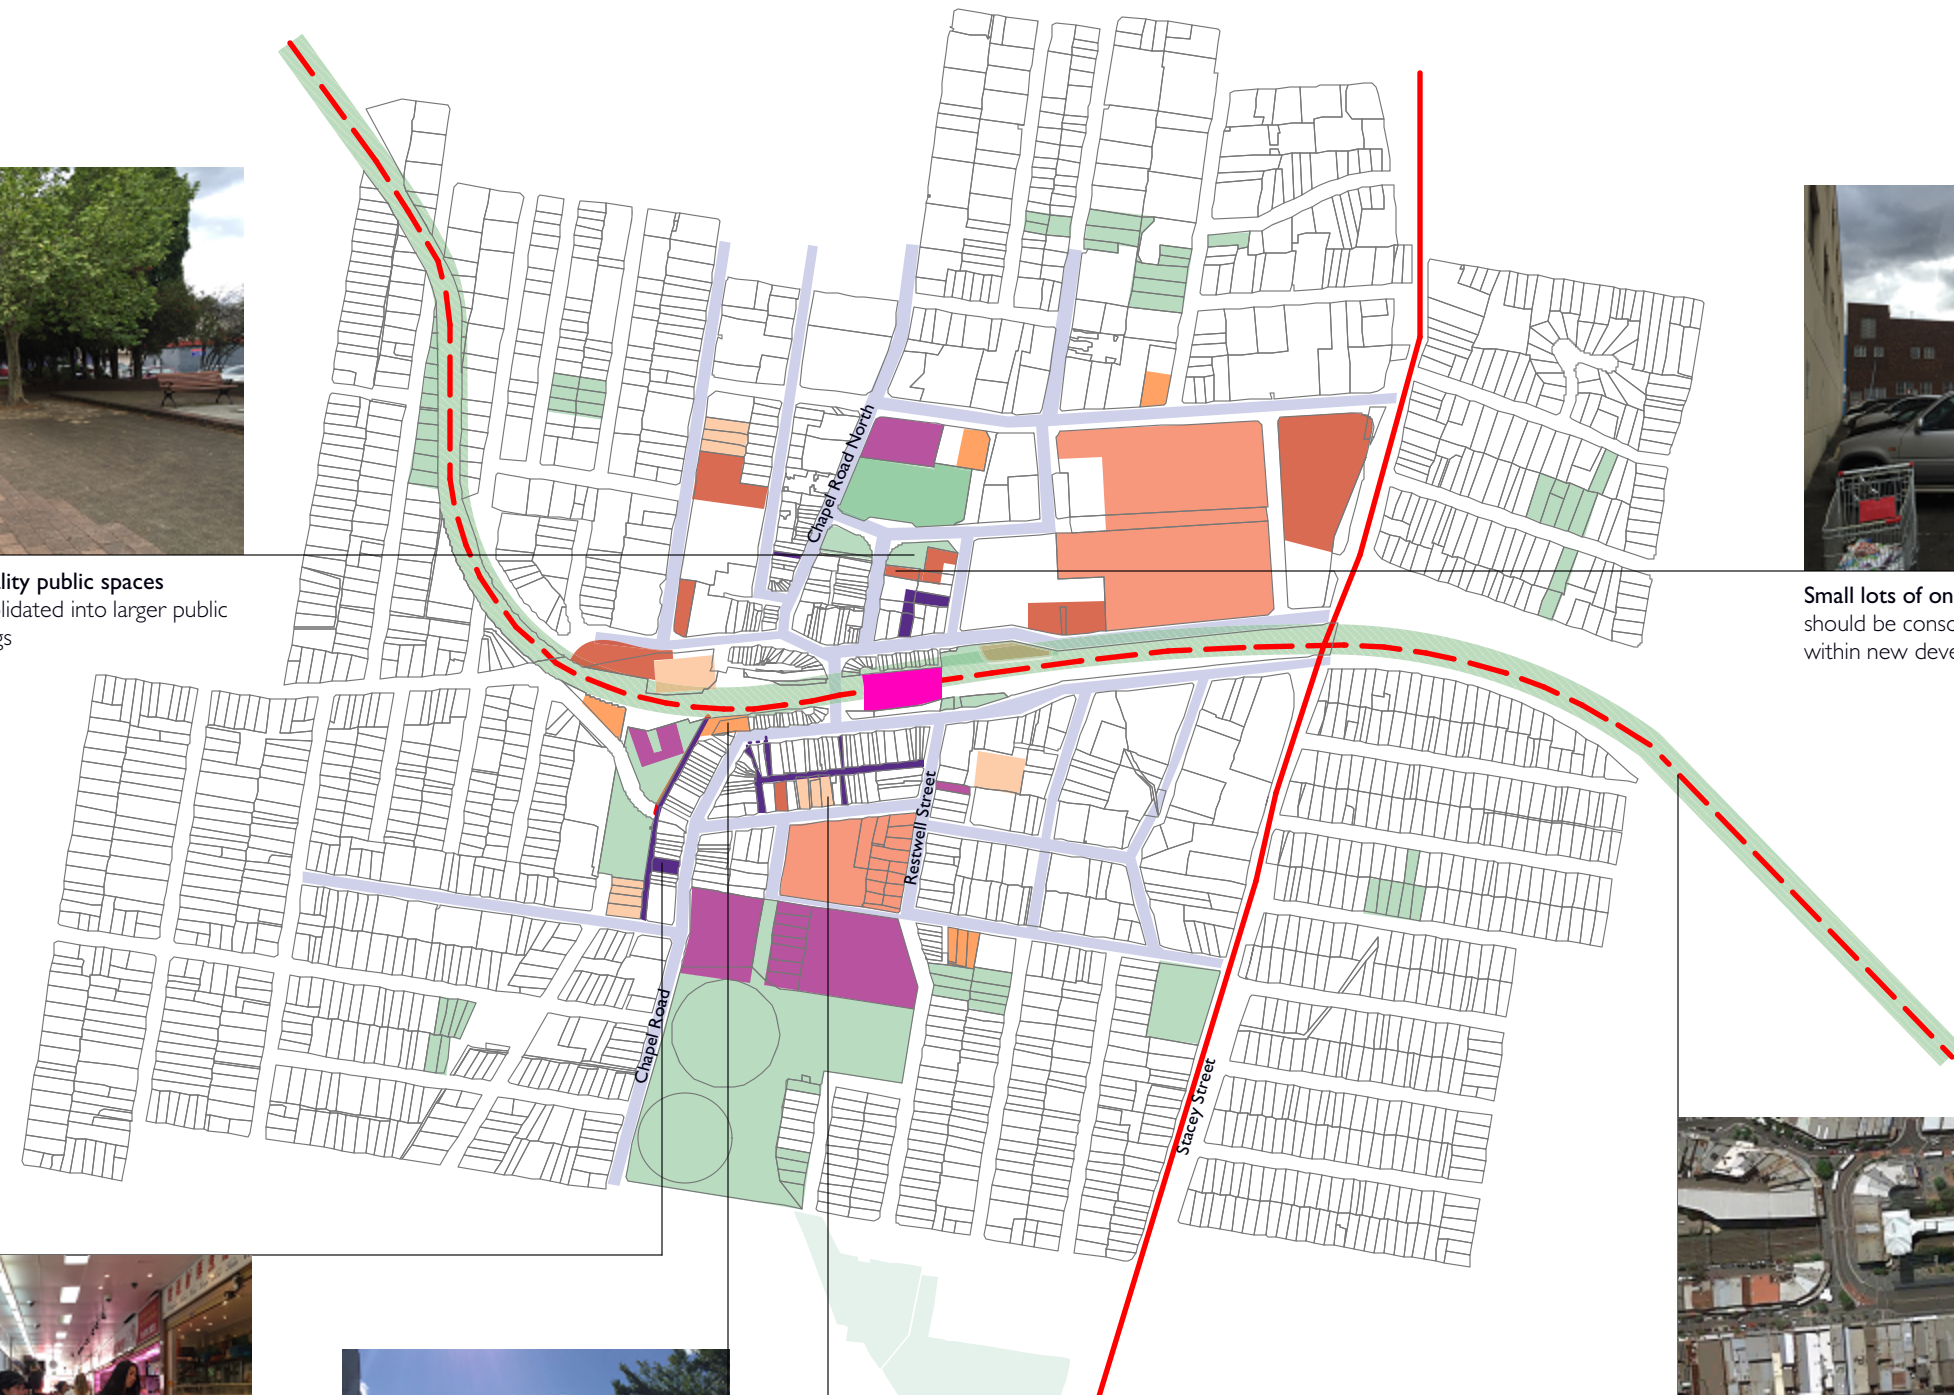 Chapel Road North
lity public spaces
lidated into larger public
gs
Small lots of on
should be consc
within new deve
Restwell Street
Chapel Road
Stacey Street